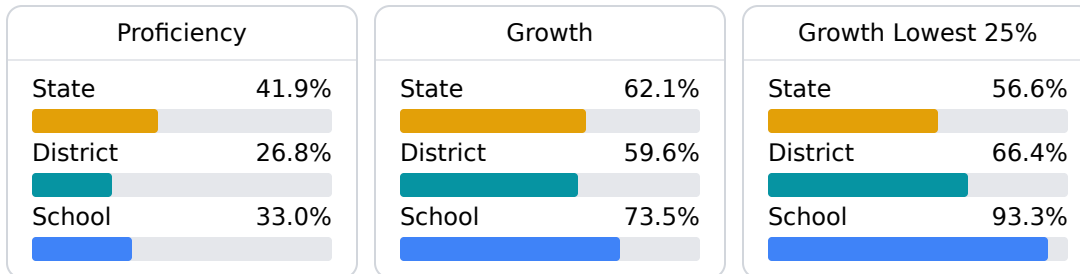 Proficiency
State 41.9%
District 26.8%
School 33.0%
Growth
State 62.1%
District 59.6%
School 73.5%
Growth Lowest 25%
State 56.6%
District 66.4%
School 93.3%